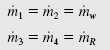 ṁ₁ = ṁ₂ = ṁ_w
ṁ₃ = ṁ₄ = ṁ_R